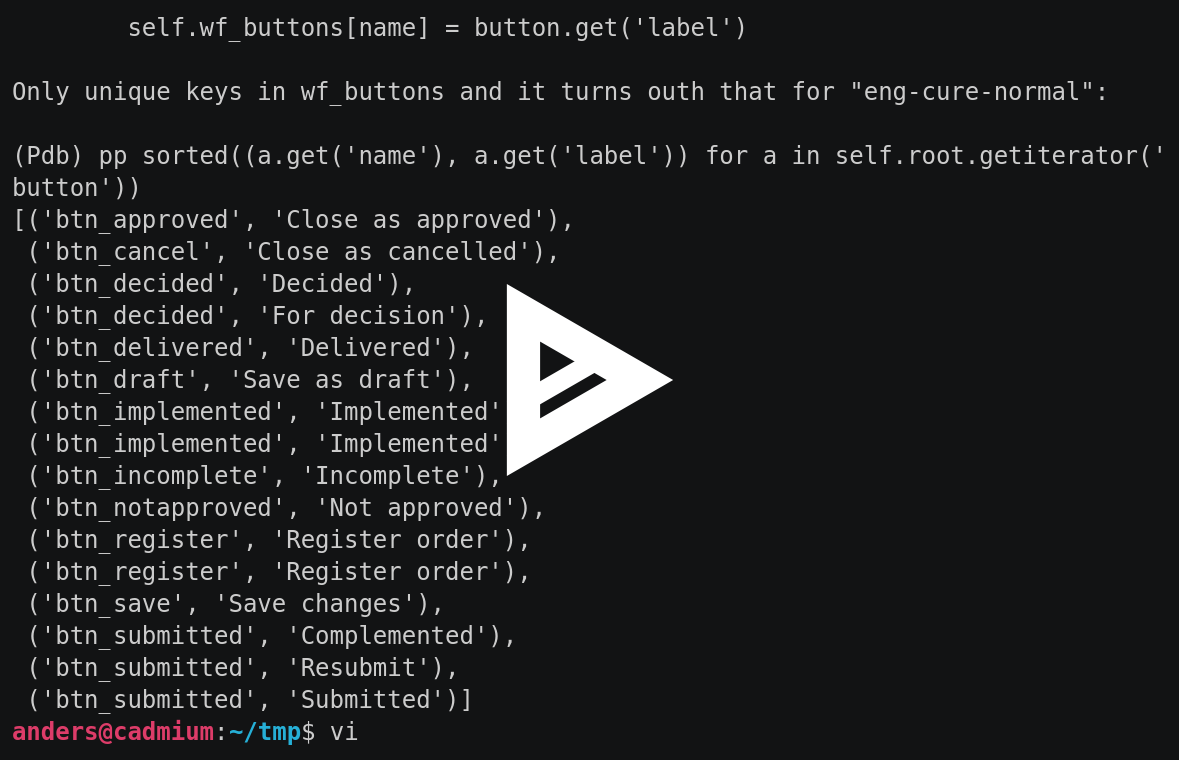 self.wf_buttons[name] = button.get('label')
Only unique keys in wf_buttons and it turns outh that for "eng-cure-normal":
(Pdb) pp sorted((a.get('name'), a.get('label')) for a in self.root.getiterator('
button'))
[('btn_approved', 'Close as approved'),
('btn_cancel', 'Close as cancelled'),
('btn_decided', 'Decided'),
('btn_decided', 'For decision'),
('btn_delivered', 'Delivered'),
('btn_draft', 'Save as draft'),
('btn_implemented', 'Implemented'
('btn_implemented', 'Implemented'
('btn_incomplete', 'Incomplete'),
('btn_notapproved', 'Not approved'),
('btn_register', 'Register order'),
('btn_register', 'Register order'),
('btn_save', 'Save changes'),
('btn_submitted', 'Complemented'),
('btn_submitted', 'Resubmit'),
('btn_submitted', 'Submitted')]
anders@cadmium:~/tmp$ vi